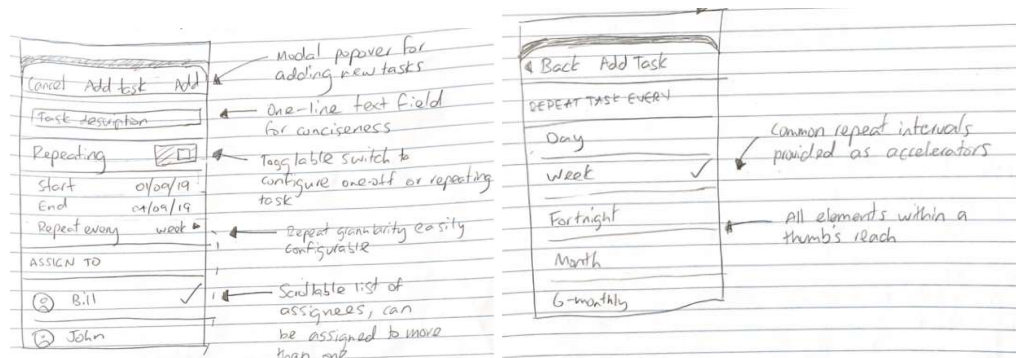 Cancel Add task Add
Task description
Repeating
Start 01/09/19
End 01/09/19
Repeat every week
ASSIGN TO
Bill
John
Modal popover for
adding new tasks
One-line text field
for conciseness
Togglable switch to
configure one-off or repeating
task
Repeat granularity easily
configurable
Scrollable list of
assignees, can
be assigned to more
than one
Back Add Task
REPEAT TASK EVERY
Day
Week
Fortnight
Month
6-monthly
Common repeat intervals
provided as accelerators
All elements within a
thumb's reach